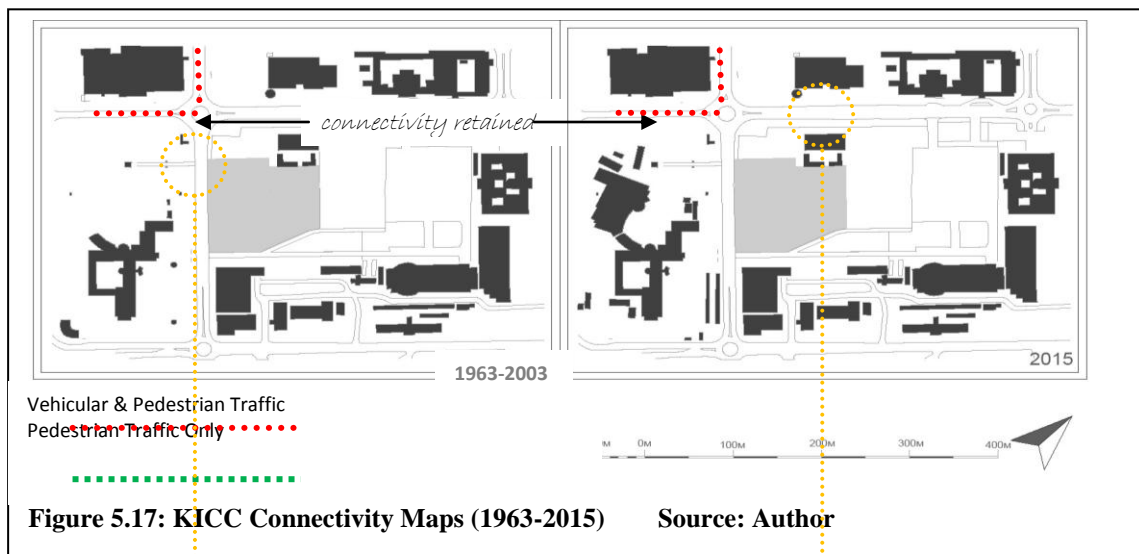 connectivity retained
2015
1963-2003
Vehicular & Pedestrian Traffic
Pedestrian Traffic Only
0M 100M 200M 300M 400M
Figure 5.17: KICC Connectivity Maps (1963-2015) Source: Author